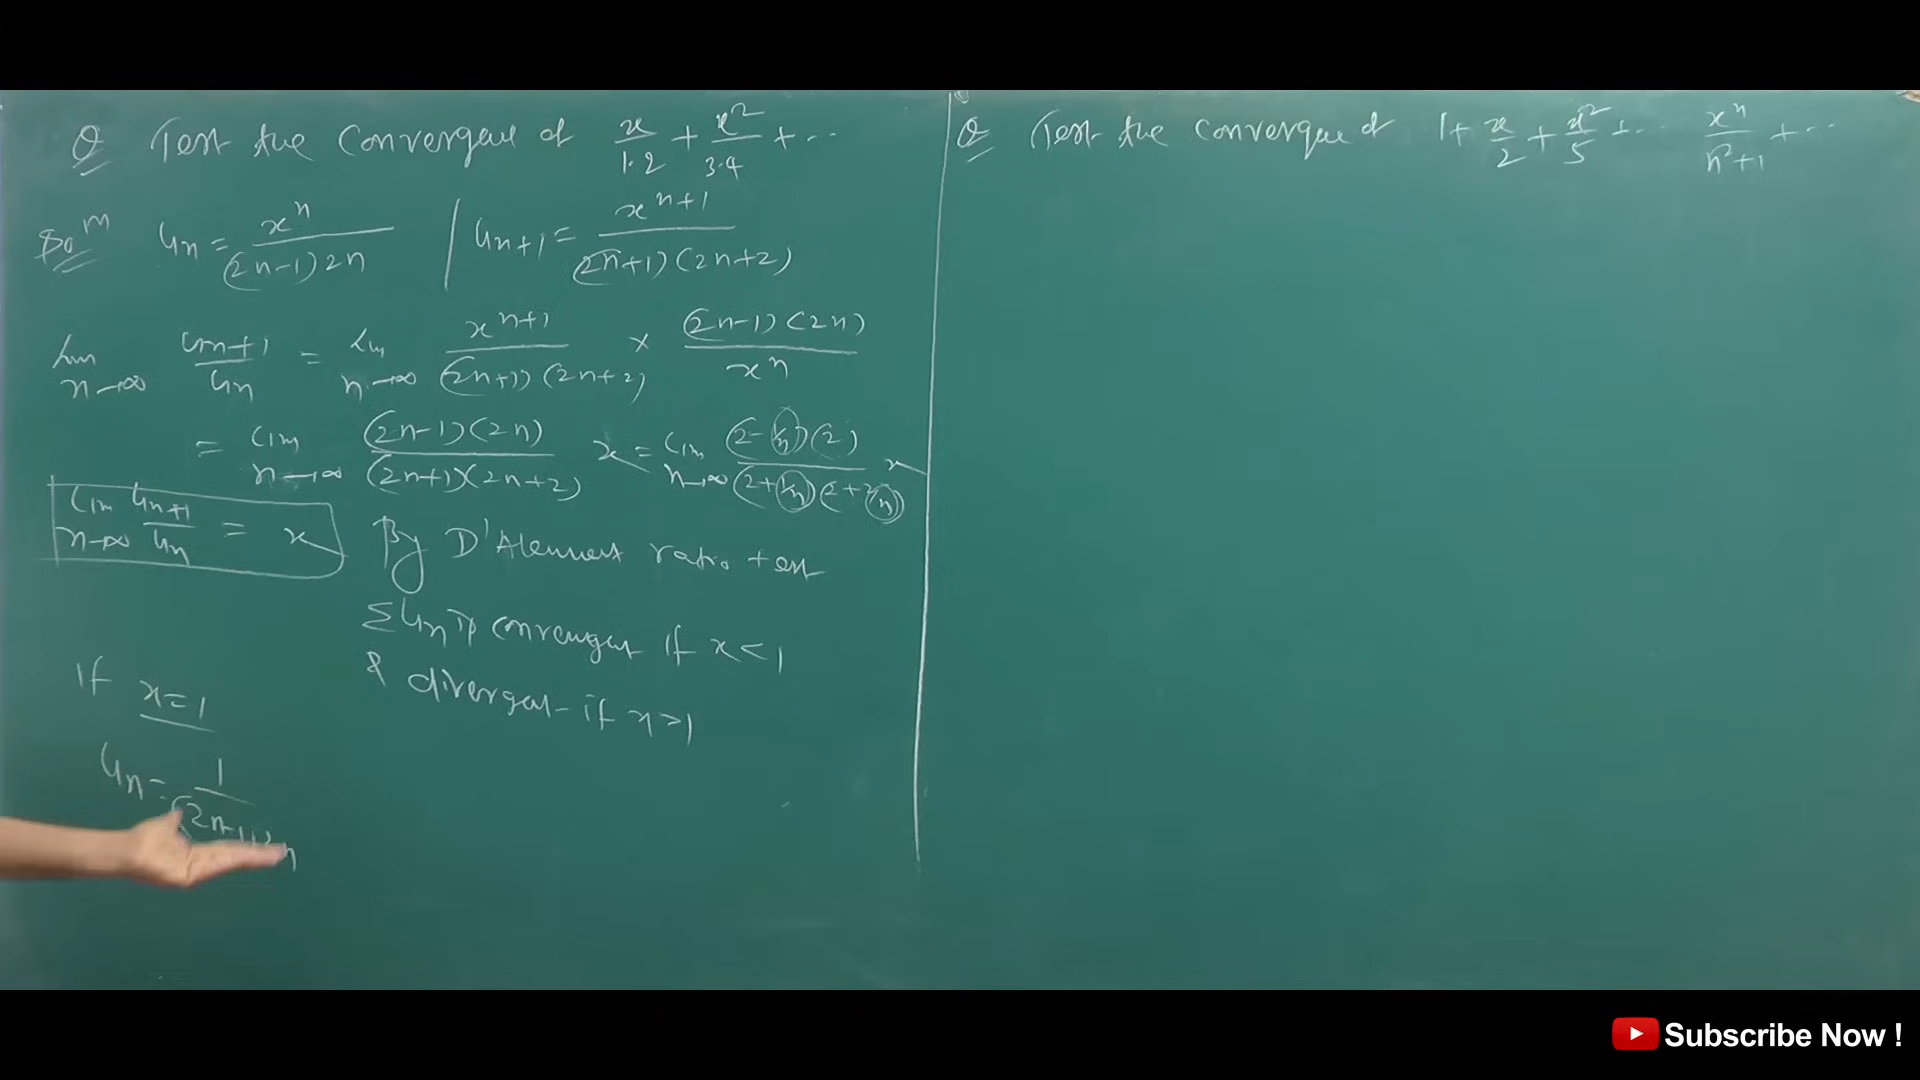 Q Test the Convergence of x/1·2 + x²/3·4 + ...
Solⁿ uₙ = xⁿ/(2n-1)2n | uₙ₊₁ = xⁿ⁺¹/(2n+1)(2n+2)
Lim n→∞ uₙ₊₁/uₙ = Lim n→∞ xⁿ⁺¹/(2n+1)(2n+2) × (2n-1)(2n)/xⁿ
= Lim n→∞ (2n-1)(2n)/(2n+1)(2n+2) x = Lim n→∞ (2-1/n)(2)/(2+1/n)(2+2/n) x
Lim n→∞ uₙ₊₁/uₙ = x
By D'Alembert ratio test
Σuₙ is convergent if x<1
& divergent if x>1
If x=1
uₙ = 1/(2n-1)2n
Q Test the convergence of 1 + x/2 + x²/5 + ... xⁿ/n²+1 + ...
Subscribe Now !